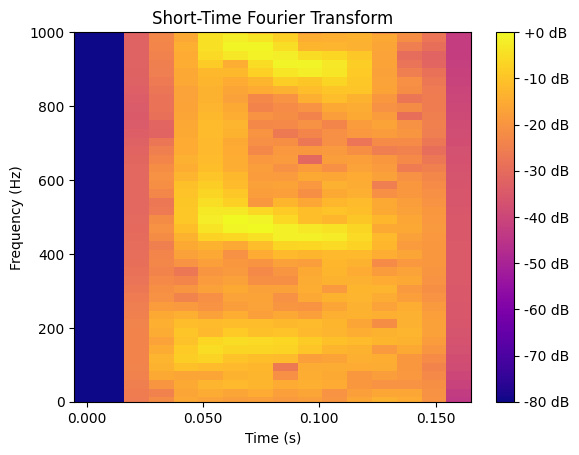 Short-Time Fourier Transform
1000
800
600
400
200
0
Frequency (Hz)
0.000
0.050
0.100
0.150
Time (s)
+0 dB
-10 dB
-20 dB
-30 dB
-40 dB
-50 dB
-60 dB
-70 dB
-80 dB